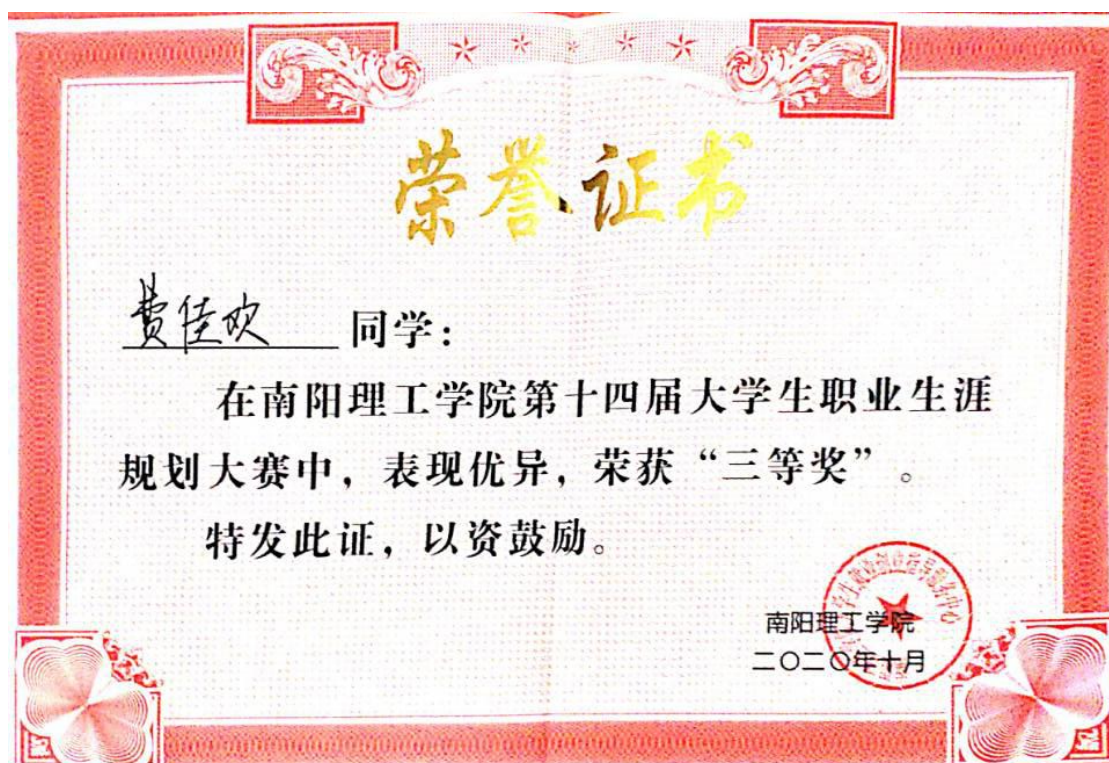 荣誉证书
费佳欢 同学：
在南阳理工学院第十四届大学生职业生涯
规划大赛中，表现优异，荣获“三等奖”。
特发此证，以资鼓励。
南阳理工学院
二〇二〇年十月